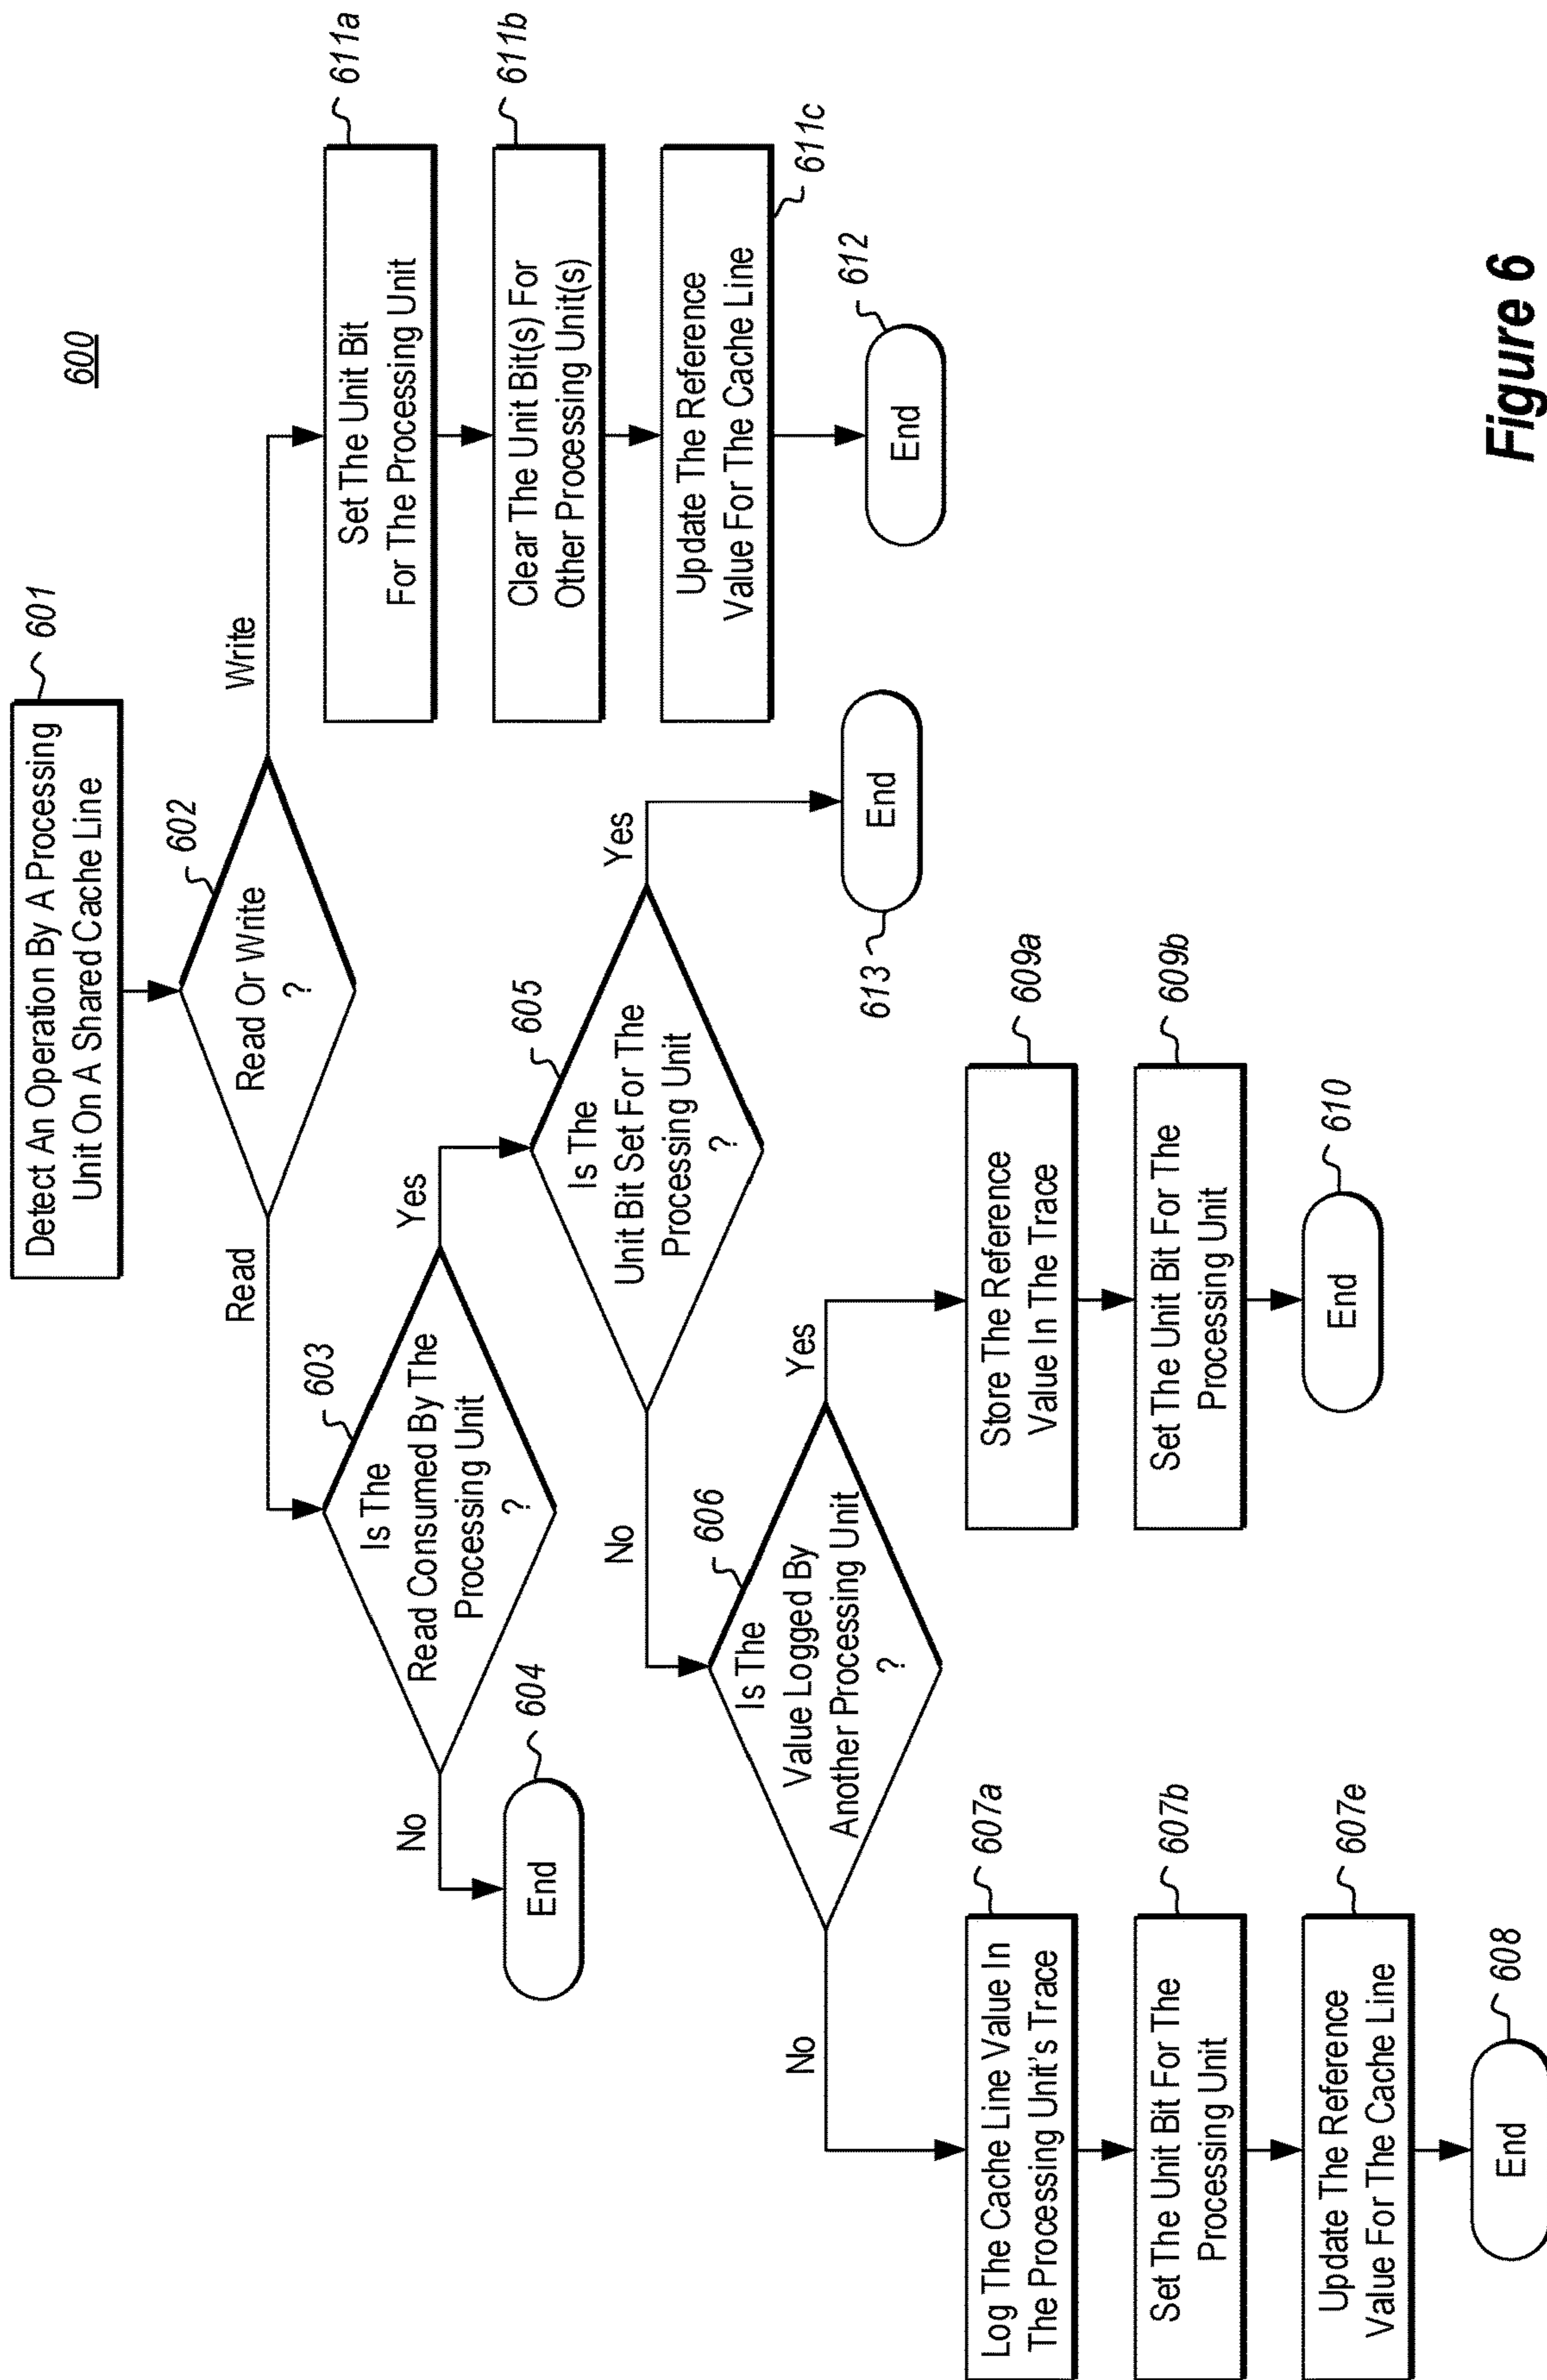 600
Detect An Operation By A Processing
Unit On A Shared Cache Line
601
602
Read Or Write
?
Read
Write
603
Is The
Read Consumed By The
Processing Unit
?
No
Yes
604
End
605
Is The
Unit Bit Set For The
Processing Unit
?
No
Yes
613
End
606
Is The
Value Logged By
Another Processing Unit
?
No
Yes
Log The Cache Line Value In
The Processing Unit's Trace
607a
Set The Unit Bit For The
Processing Unit
607b
Update The Reference
Value For The Cache Line
607e
End
608
Store The Reference
Value In The Trace
609a
Set The Unit Bit For The
Processing Unit
609b
End
610
Set The Unit Bit
For The Processing Unit
611a
Clear The Unit Bit(s) For
Other Processing Unit(s)
611b
Update The Reference
Value For The Cache Line
611c
End
612
Figure 6